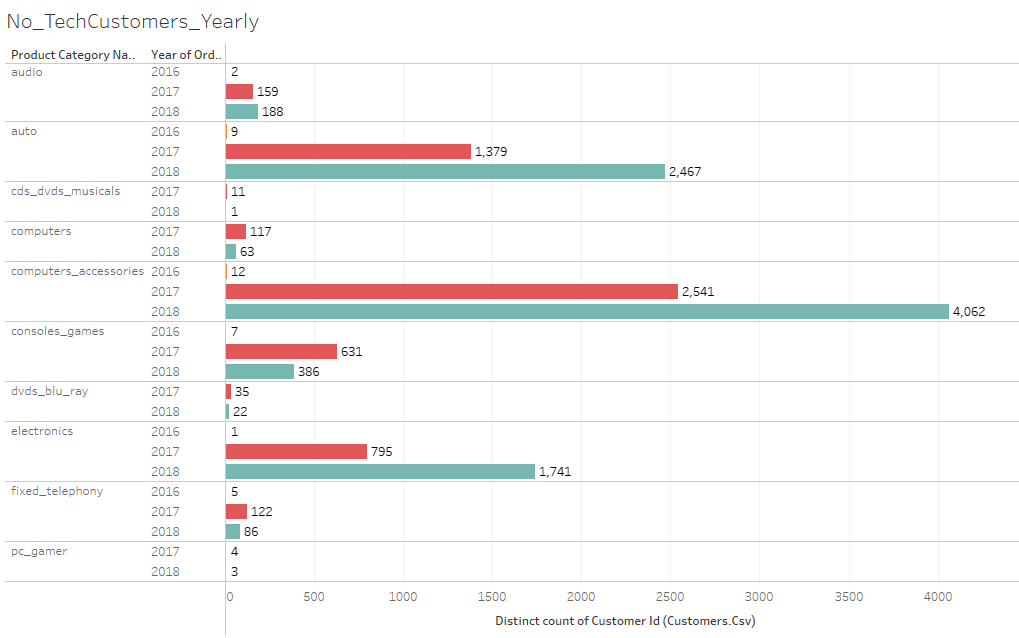 No_TechCustomers_Yearly
Product Category Na.. Year of Ord..
audio 2016 2
2017 159
2018 188
auto 2016 9
2017 1,379
2018 2,467
cds_dvds_musicals 2017 11
2018 1
computers 2017 117
2018 63
computers_accessories 2016 12
2017 2,541
2018 4,062
consoles_games 2016 7
2017 631
2018 386
dvds_blu_ray 2017 35
2018 22
electronics 2016 1
2017 795
2018 1,741
fixed_telephony 2016 5
2017 122
2018 86
pc_gamer 2017 4
2018 3
0 500 1000 1500 2000 2500 3000 3500 4000
Distinct count of Customer Id (Customers.Csv)